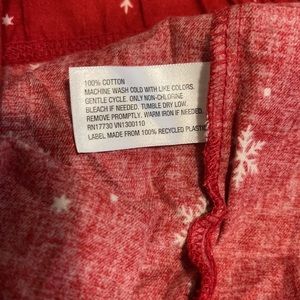 100% COTTON
MACHINE WASH COLD WITH LIKE COLORS.
GENTLE CYCLE. ONLY NON-CHLORINE
BLEACH IF NEEDED. TUMBLE DRY LOW.
REMOVE PROMPTLY. WARM IRON IF NEEDED.
RN17730 VN1300110
LABEL MADE FROM 100% RECYCLED PLASTIC